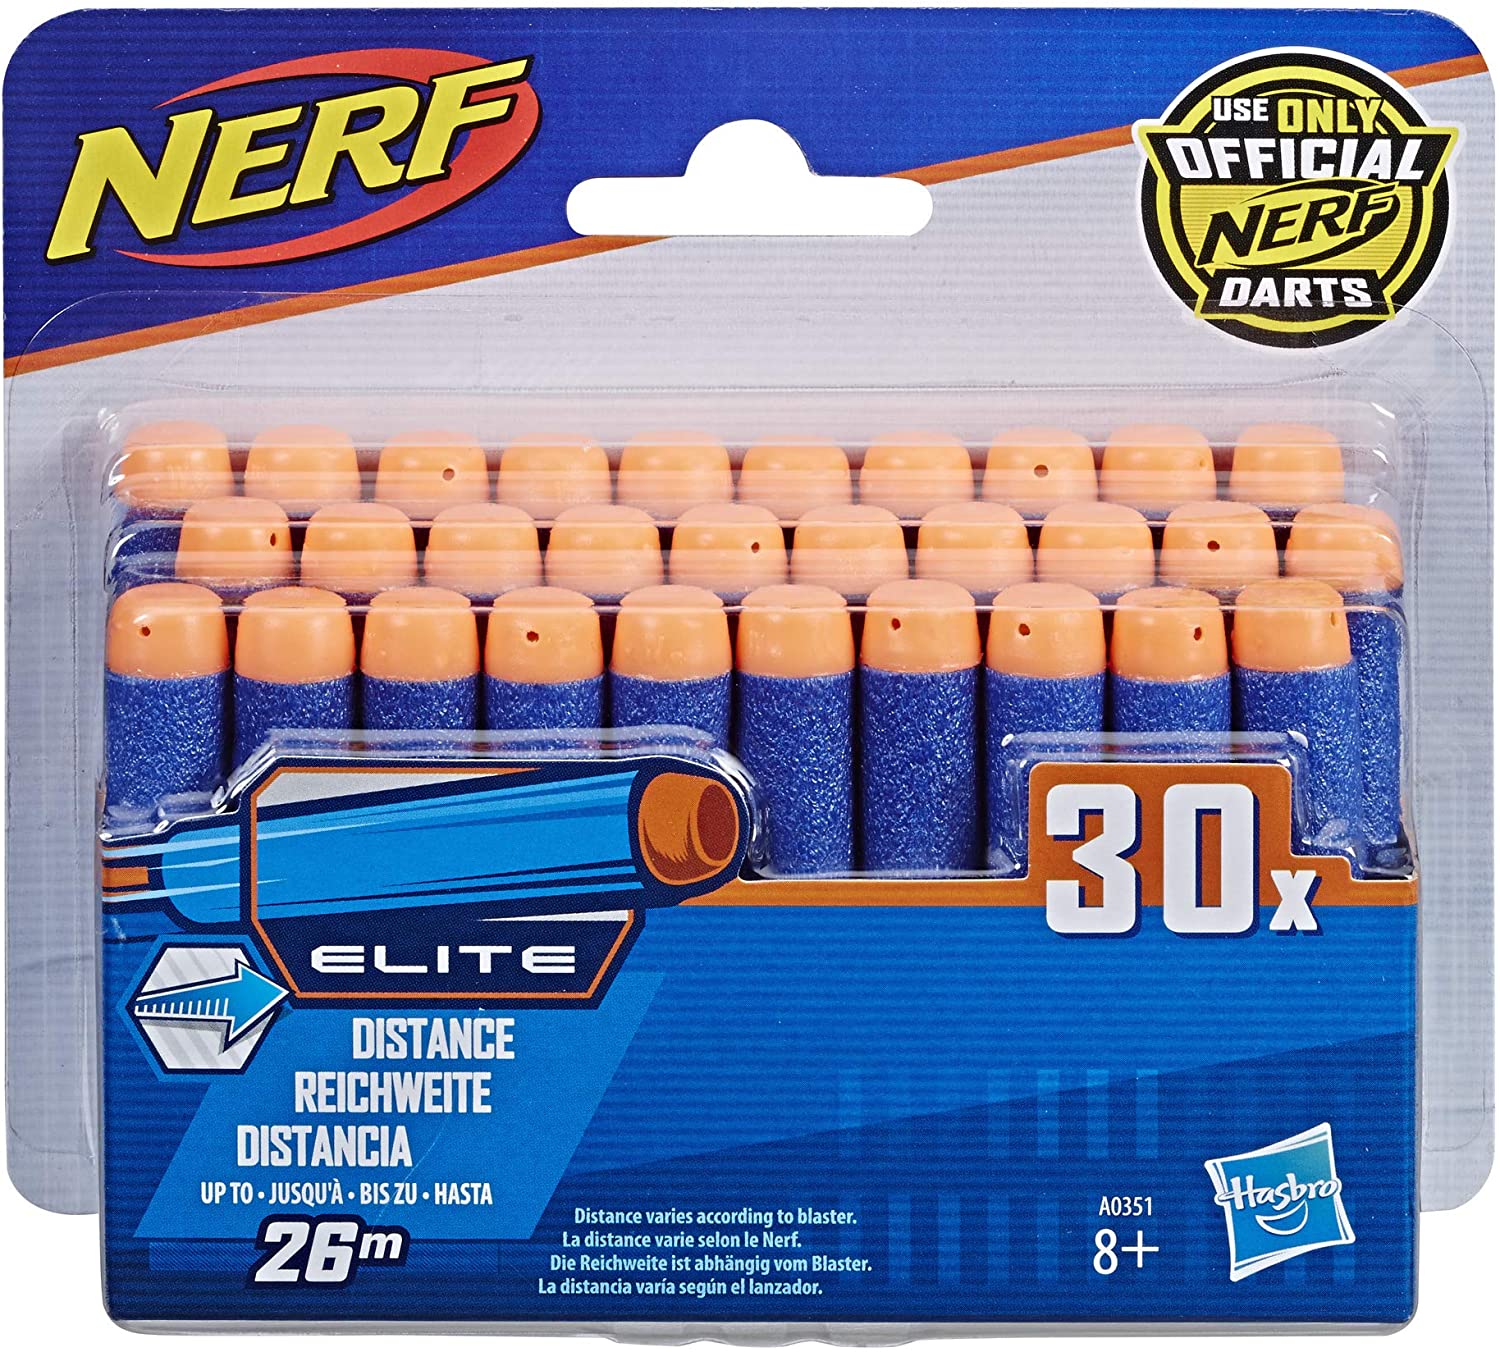 NERF
USE ONLY
OFFICIAL
NERF
DARTS
30x
ELITE
DISTANCE
REICHWEITE
DISTANCIA
UP TO • JUSQU'À • BIS ZU • HASTA
26m
Distance varies according to blaster.
La distance varie selon le Nerf.
Die Reichweite ist abhängig vom Blaster.
La distancia varía según el lanzador.
A0351
8+
Hasbro